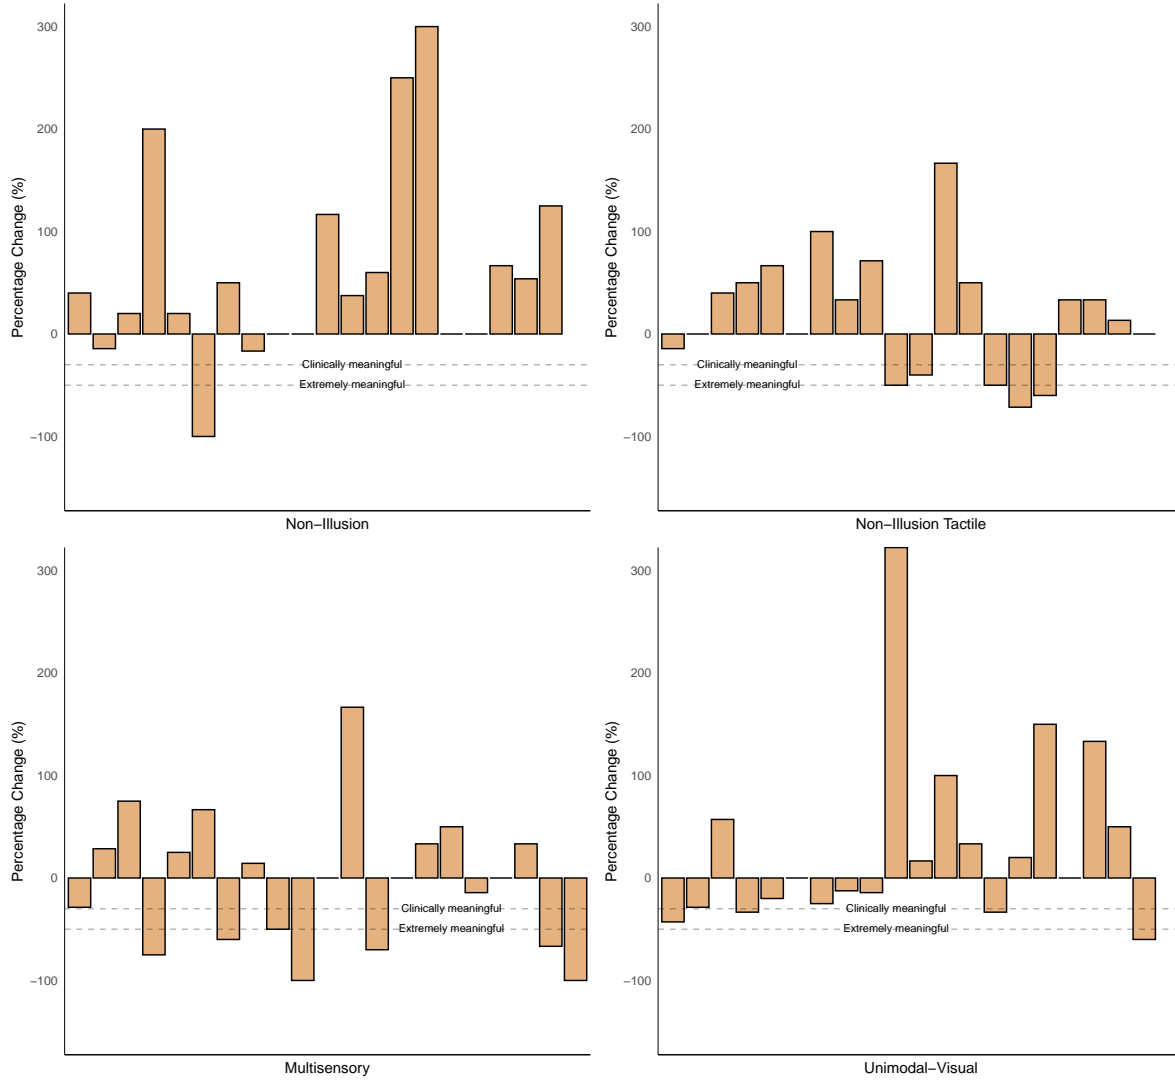 300
200
100
0
−100
Percentage Change (%)
Clinically meaningful
Extremely meaningful
Non−Illusion
300
200
100
0
−100
Percentage Change (%)
Clinically meaningful
Extremely meaningful
Non−Illusion Tactile
300
200
100
0
−100
Percentage Change (%)
Clinically meaningful
Extremely meaningful
Multisensory
300
200
100
0
−100
Percentage Change (%)
Clinically meaningful
Extremely meaningful
Unimodal−Visual